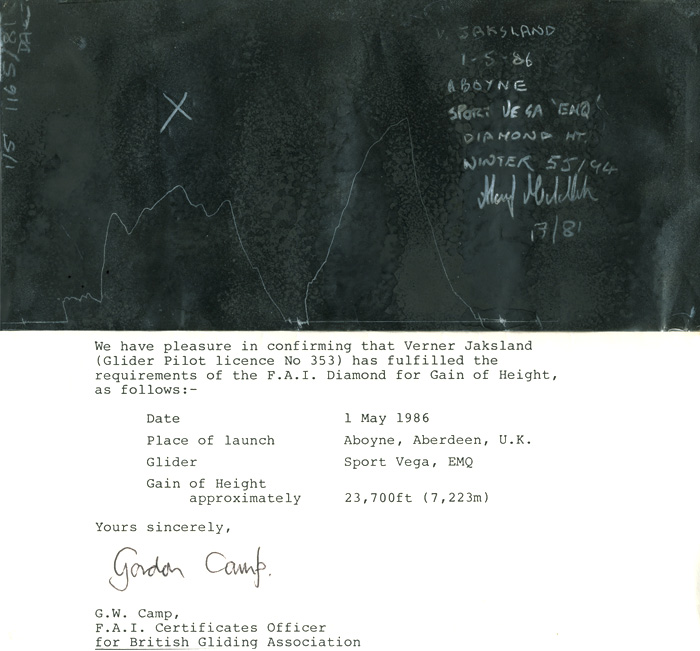 V. JAKSLAND
1-5-86
ABOYNE
SPORT VEGA 'EMQ'
DIAMOND HT.
WINTER 55/44
17/81
We have pleasure in confirming that Verner Jaksland
(Glider Pilot licence No 353) has fulfilled the
requirements of the F.A.I. Diamond for Gain of Height,
as follows:-
Date 1 May 1986
Place of launch Aboyne, Aberdeen, U.K.
Glider Sport Vega, EMQ
Gain of Height
approximately 23,700ft (7,223m)
Yours sincerely,
Gordon Camp.
G.W. Camp,
F.A.I. Certificates Officer
for British Gliding Association